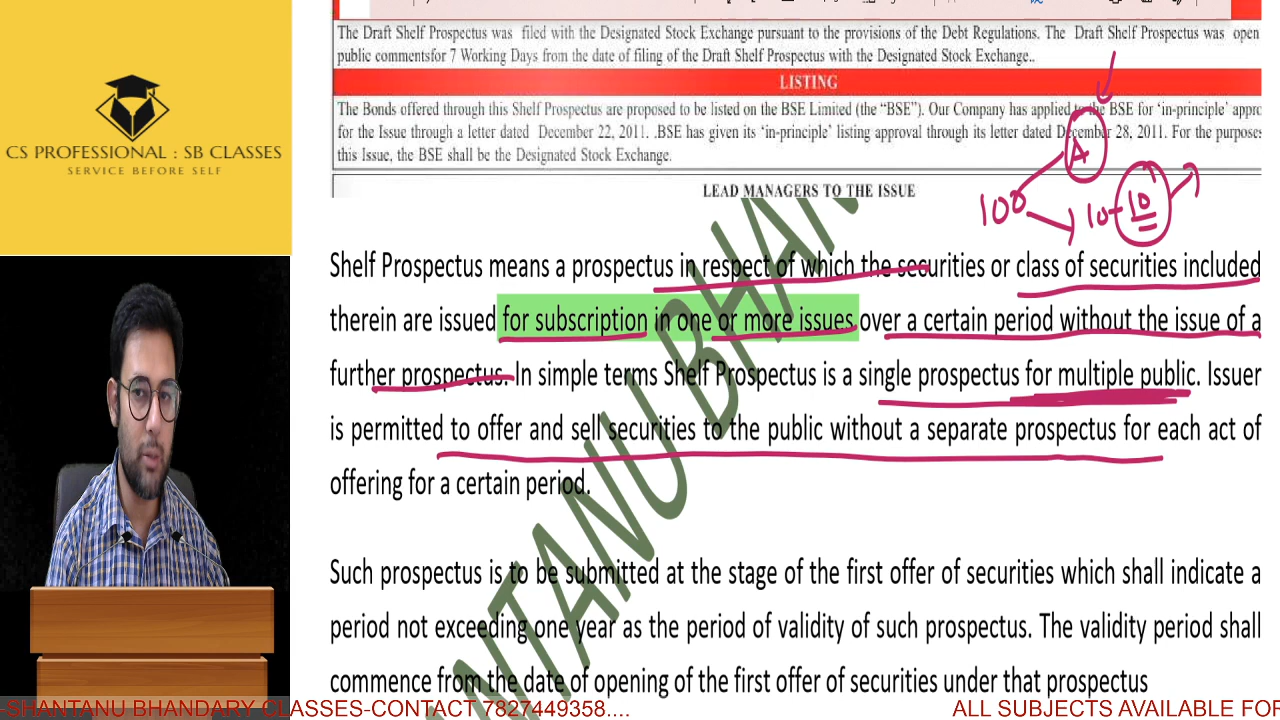 CS PROFESSIONAL : SB CLASSES
SERVICE BEFORE SELF
The Draft Shelf Prospectus was filed with the Designated Stock Exchange pursuant to the provisions of the Debt Regulations. The Draft Shelf Prospectus was open
public commentsfor 7 Working Days from the date of filing of the Draft Shelf Prospectus with the Designated Stock Exchange..
LISTING
The Bonds offered through this Shelf Prospectus are proposed to be listed on the BSE Limited (the “BSE”). Our Company has applied to the BSE for ‘in-principle’ appro
for the Issue through a letter dated December 22, 2011. .BSE has given its ‘in-principle’ listing approval through its letter dated December 28, 2011. For the purposes
this Issue, the BSE shall be the Designated Stock Exchange.
LEAD MANAGERS TO THE ISSUE
A
100
10-10
Shelf Prospectus means a prospectus in respect of which the securities or class of securities included
therein are issued for subscription in one or more issues over a certain period without the issue of a
further prospectus. In simple terms Shelf Prospectus is a single prospectus for multiple public. Issuer
is permitted to offer and sell securities to the public without a separate prospectus for each act of
offering for a certain period.
Such prospectus is to be submitted at the stage of the first offer of securities which shall indicate a
period not exceeding one year as the period of validity of such prospectus. The validity period shall
commence from the date of opening of the first offer of securities under that prospectus
NTANU BHAN
-SHANTANU BHANDARY CLASSES-CONTACT 7827449358.... ALL SUBJECTS AVAILABLE FOR